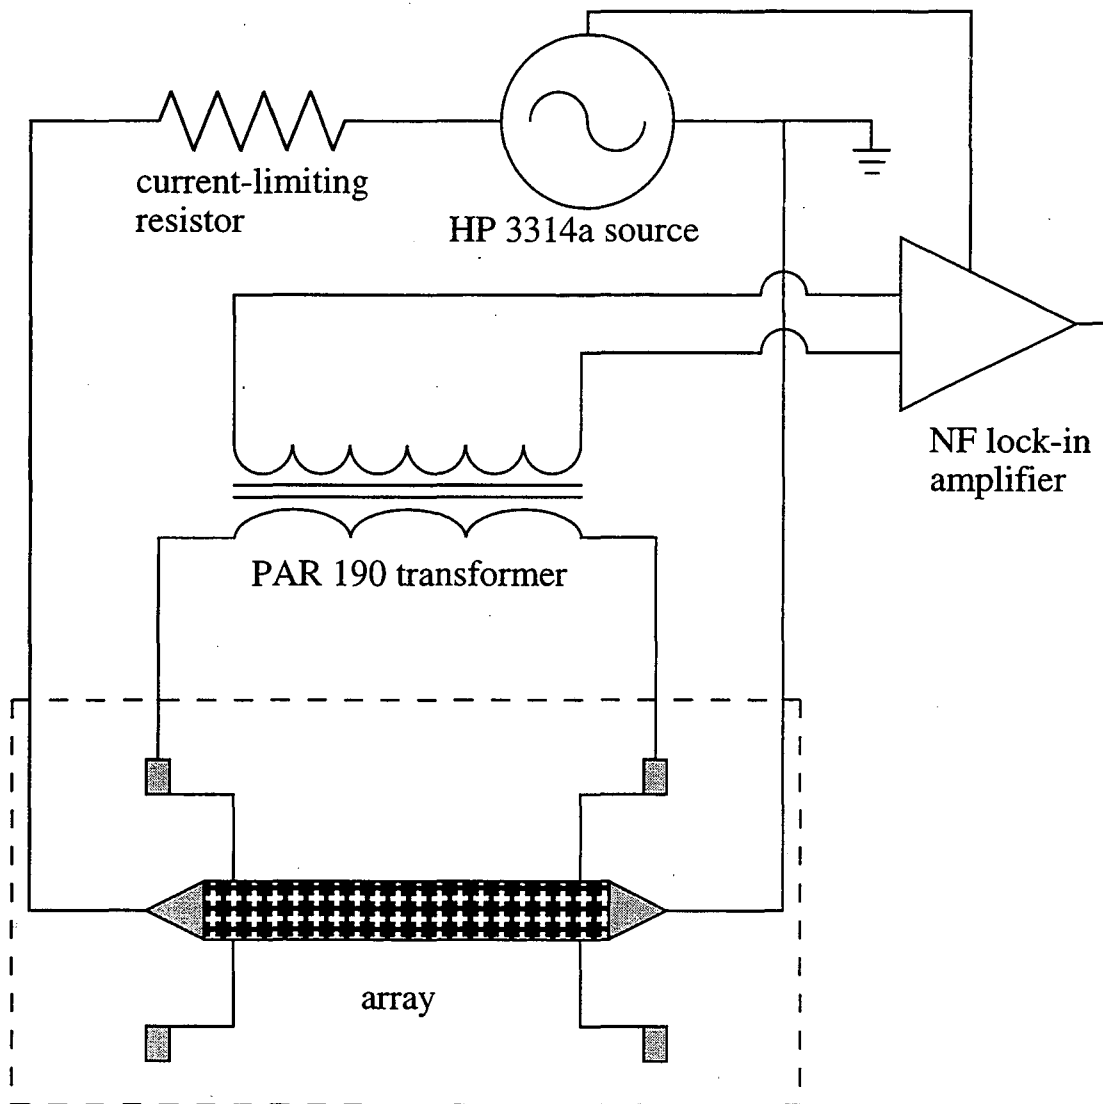 current-limiting
resistor
HP 3314a source
NF lock-in
amplifier
PAR 190 transformer
array